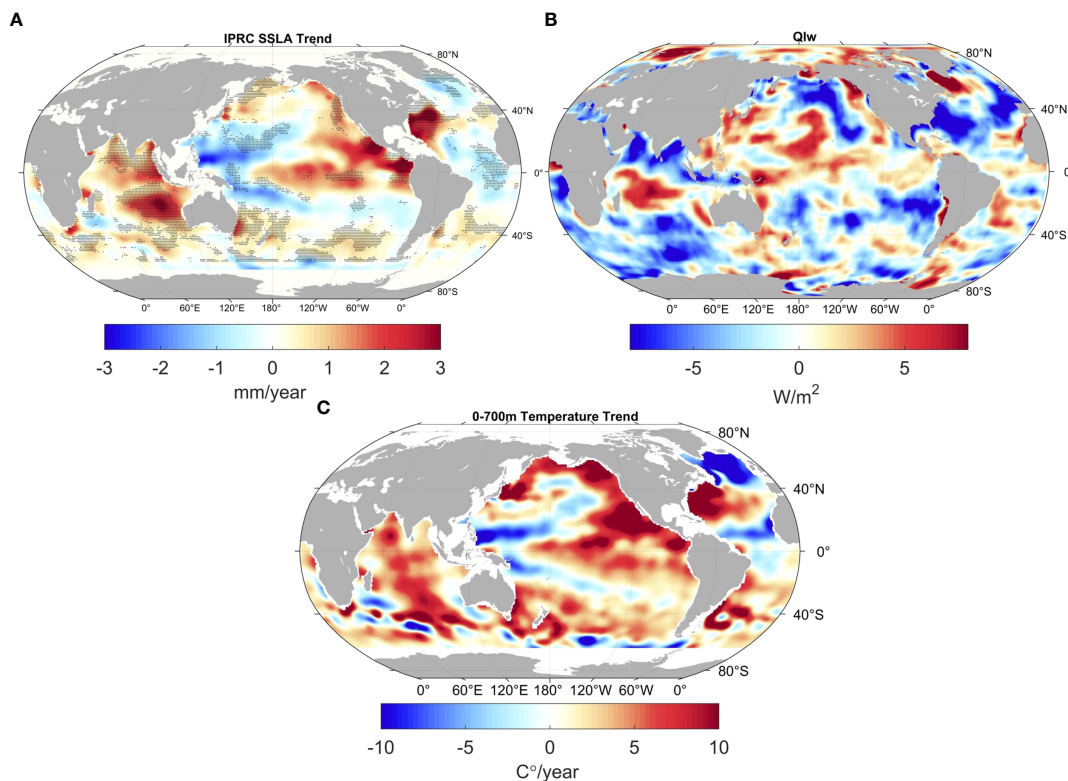 A
IPRC SSLA Trend
80°N
40°N
0°
40°S
80°S
0° 60°E 120°E 180° 120°W 60°W 0°
-3 -2 -1 0 1 2 3
mm/year
B
Qlw
80°N
40°N
0
40°S
80°S
0° 60°E 120°E 180° 120°W 60°W 0°
-5 0 5
W/m²
C
0-700m Temperature Trend
80°N
40°N
0°
40°S
80°S
0° 60°E 120°E 180° 120°W 60°W 0°
-10 -5 0 5 10
C°/year